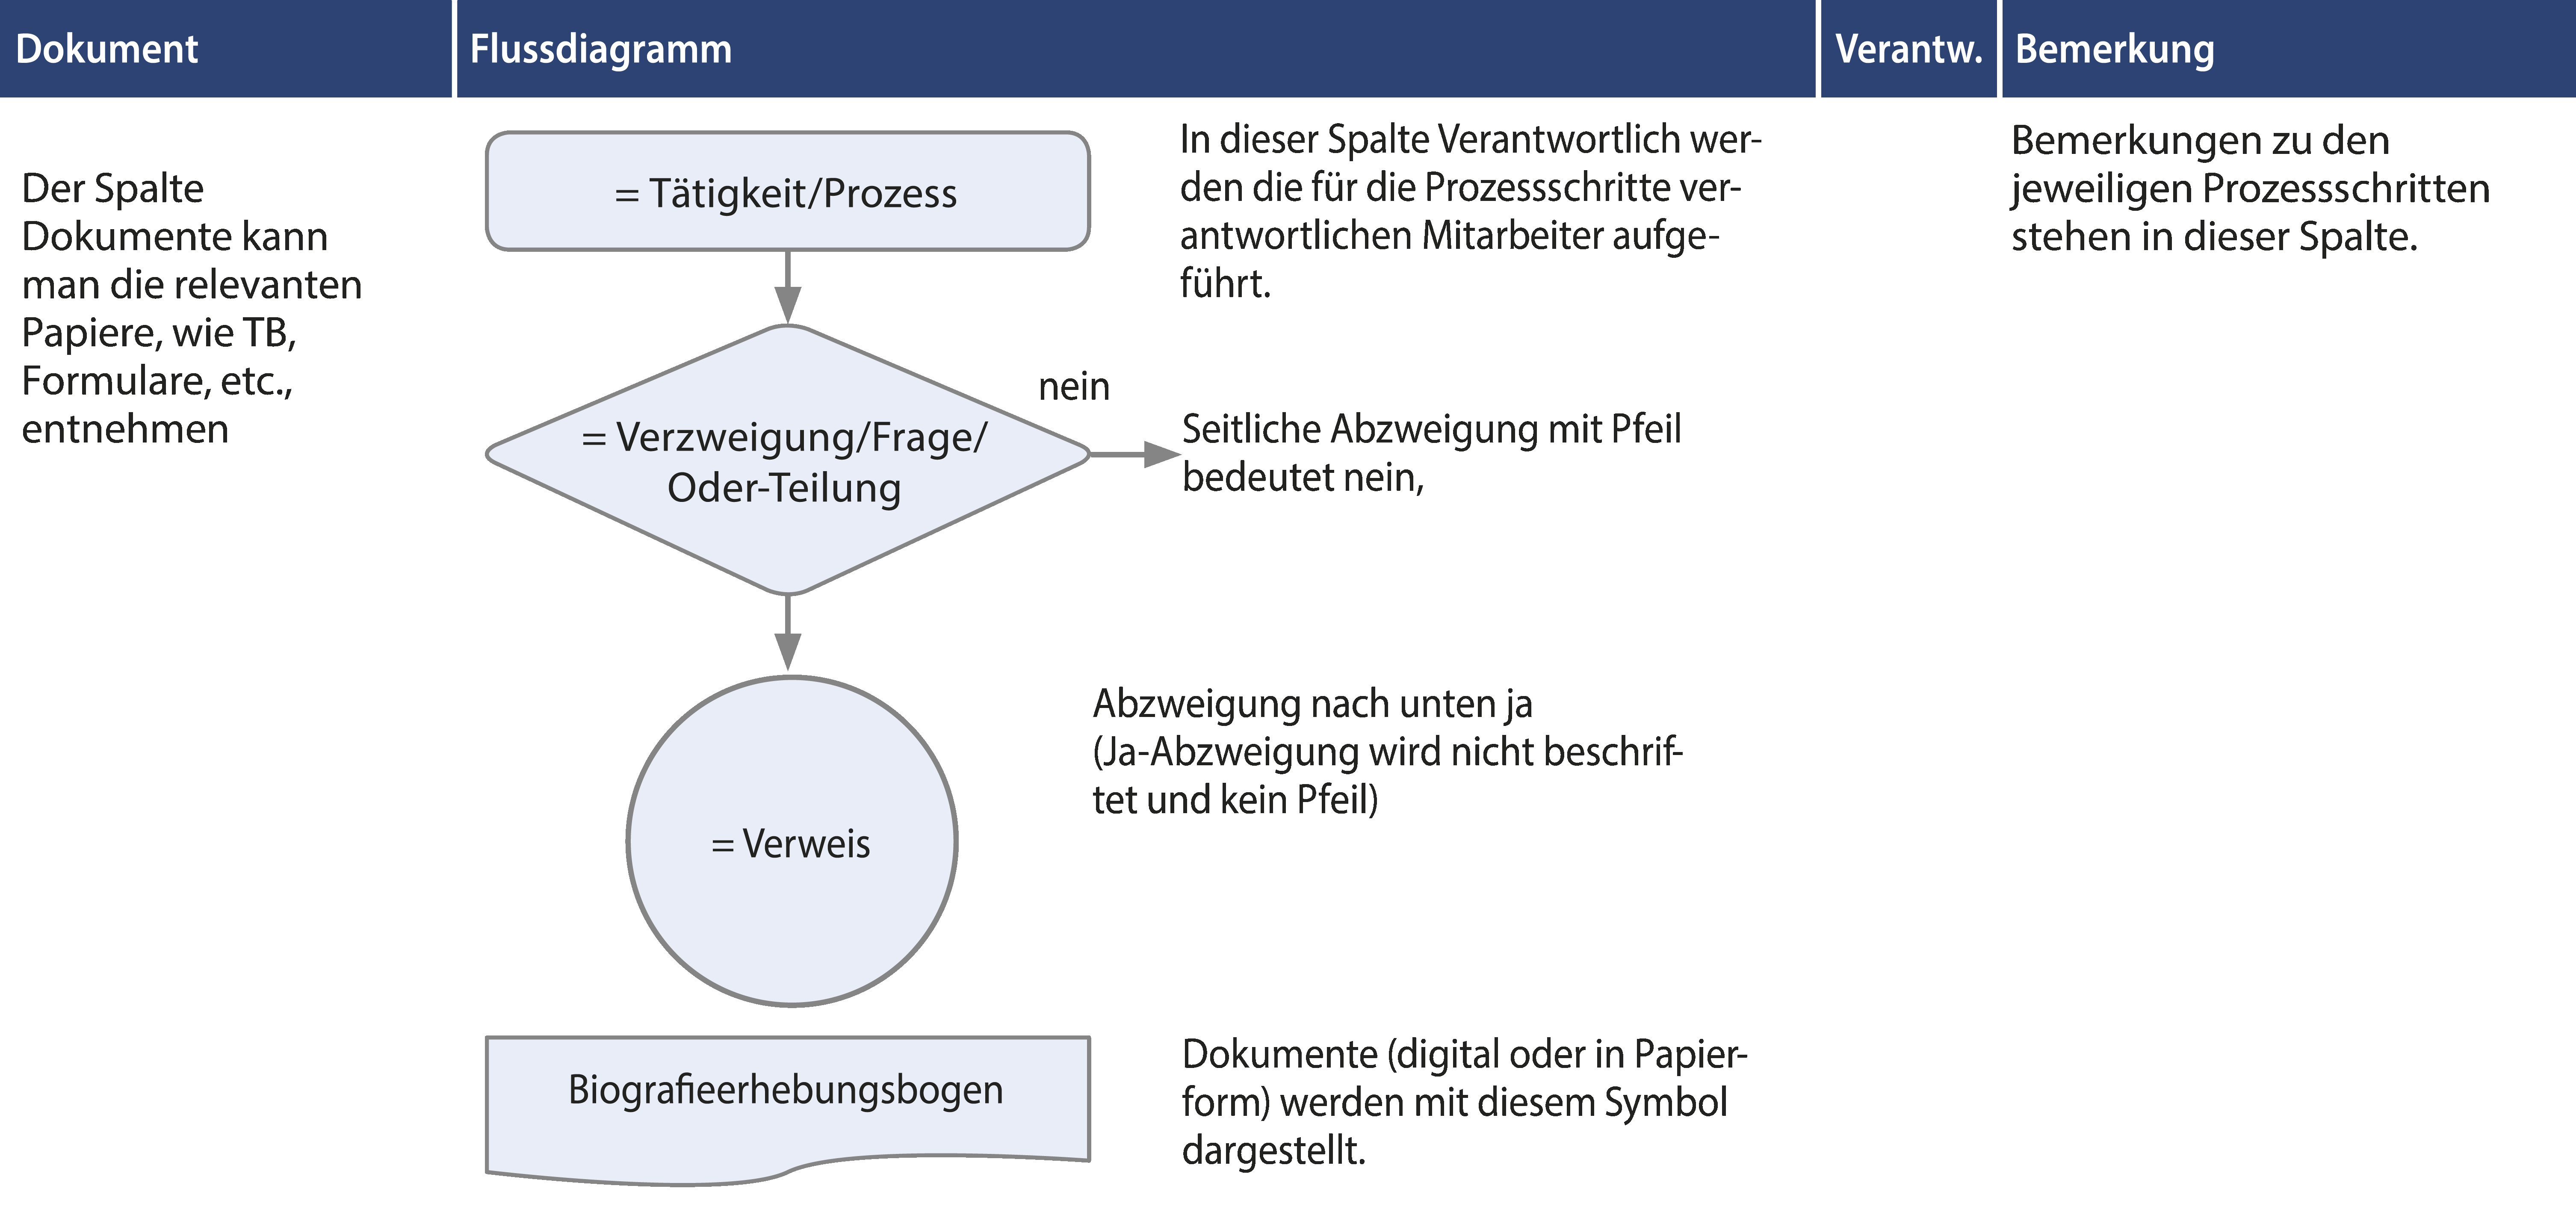 Dokument
Flussdiagramm
Verantw.
Bemerkung
Der Spalte
Dokumente kann
man die relevanten
Papiere, wie TB,
Formulare, etc.,
entnehmen
= Tätigkeit/Prozess
In dieser Spalte Verantwortlich wer-
den die für die Prozessschritte ver-
antwortlichen Mitarbeiter aufge-
führt.
Bemerkungen zu den
jeweiligen Prozessschritten
stehen in dieser Spalte.
= Verzweigung/Frage/
Oder-Teilung
nein
Seitliche Abzweigung mit Pfeil
bedeutet nein,
Abzweigung nach unten ja
(Ja-Abzweigung wird nicht beschrif-
tet und kein Pfeil)
= Verweis
Biografieerhebungsbogen
Dokumente (digital oder in Papier-
form) werden mit diesem Symbol
dargestellt.